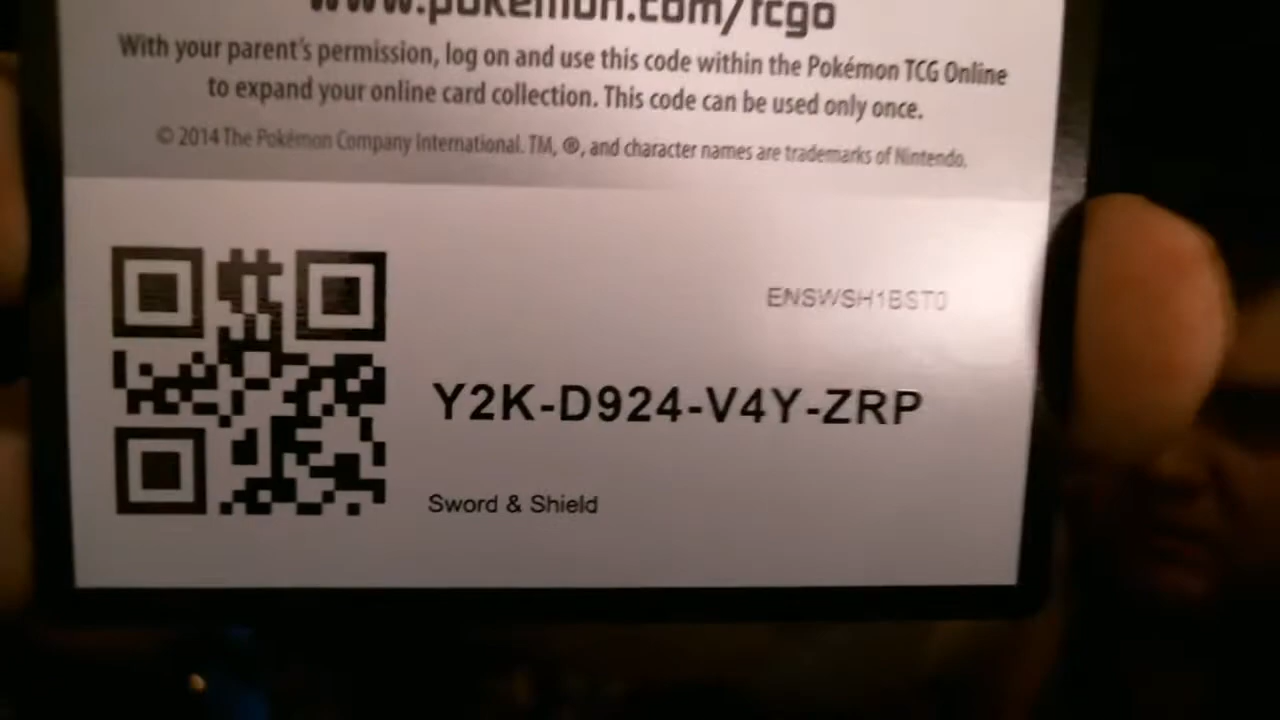 www.pokemon.com/tcgo
With your parent's permission, log on and use this code within the Pokémon TCG Online
to expand your online card collection. This code can be used only once.
© 2014 The Pokémon Company International. TM, ®, and character names are trademarks of Nintendo.
ENSWSH1BST0
Y2K-D924-V4Y-ZRP
Sword & Shield